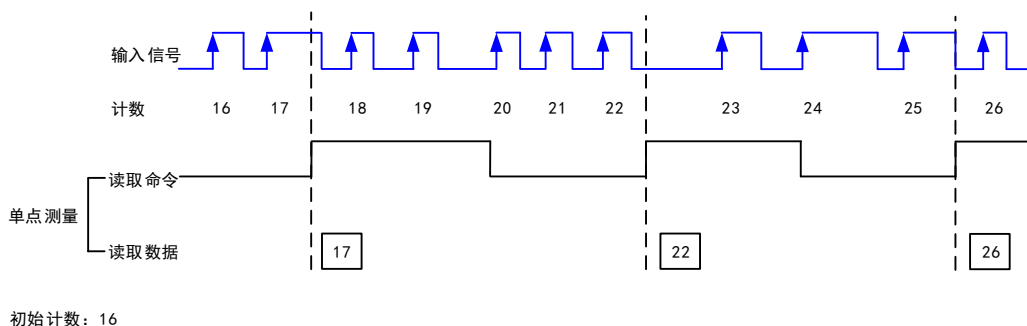 输入信号
计数 16 17 18 19 20 21 22 23 24 25 26
读取命令
单点测量
读取数据 17 22 26
初始计数: 16